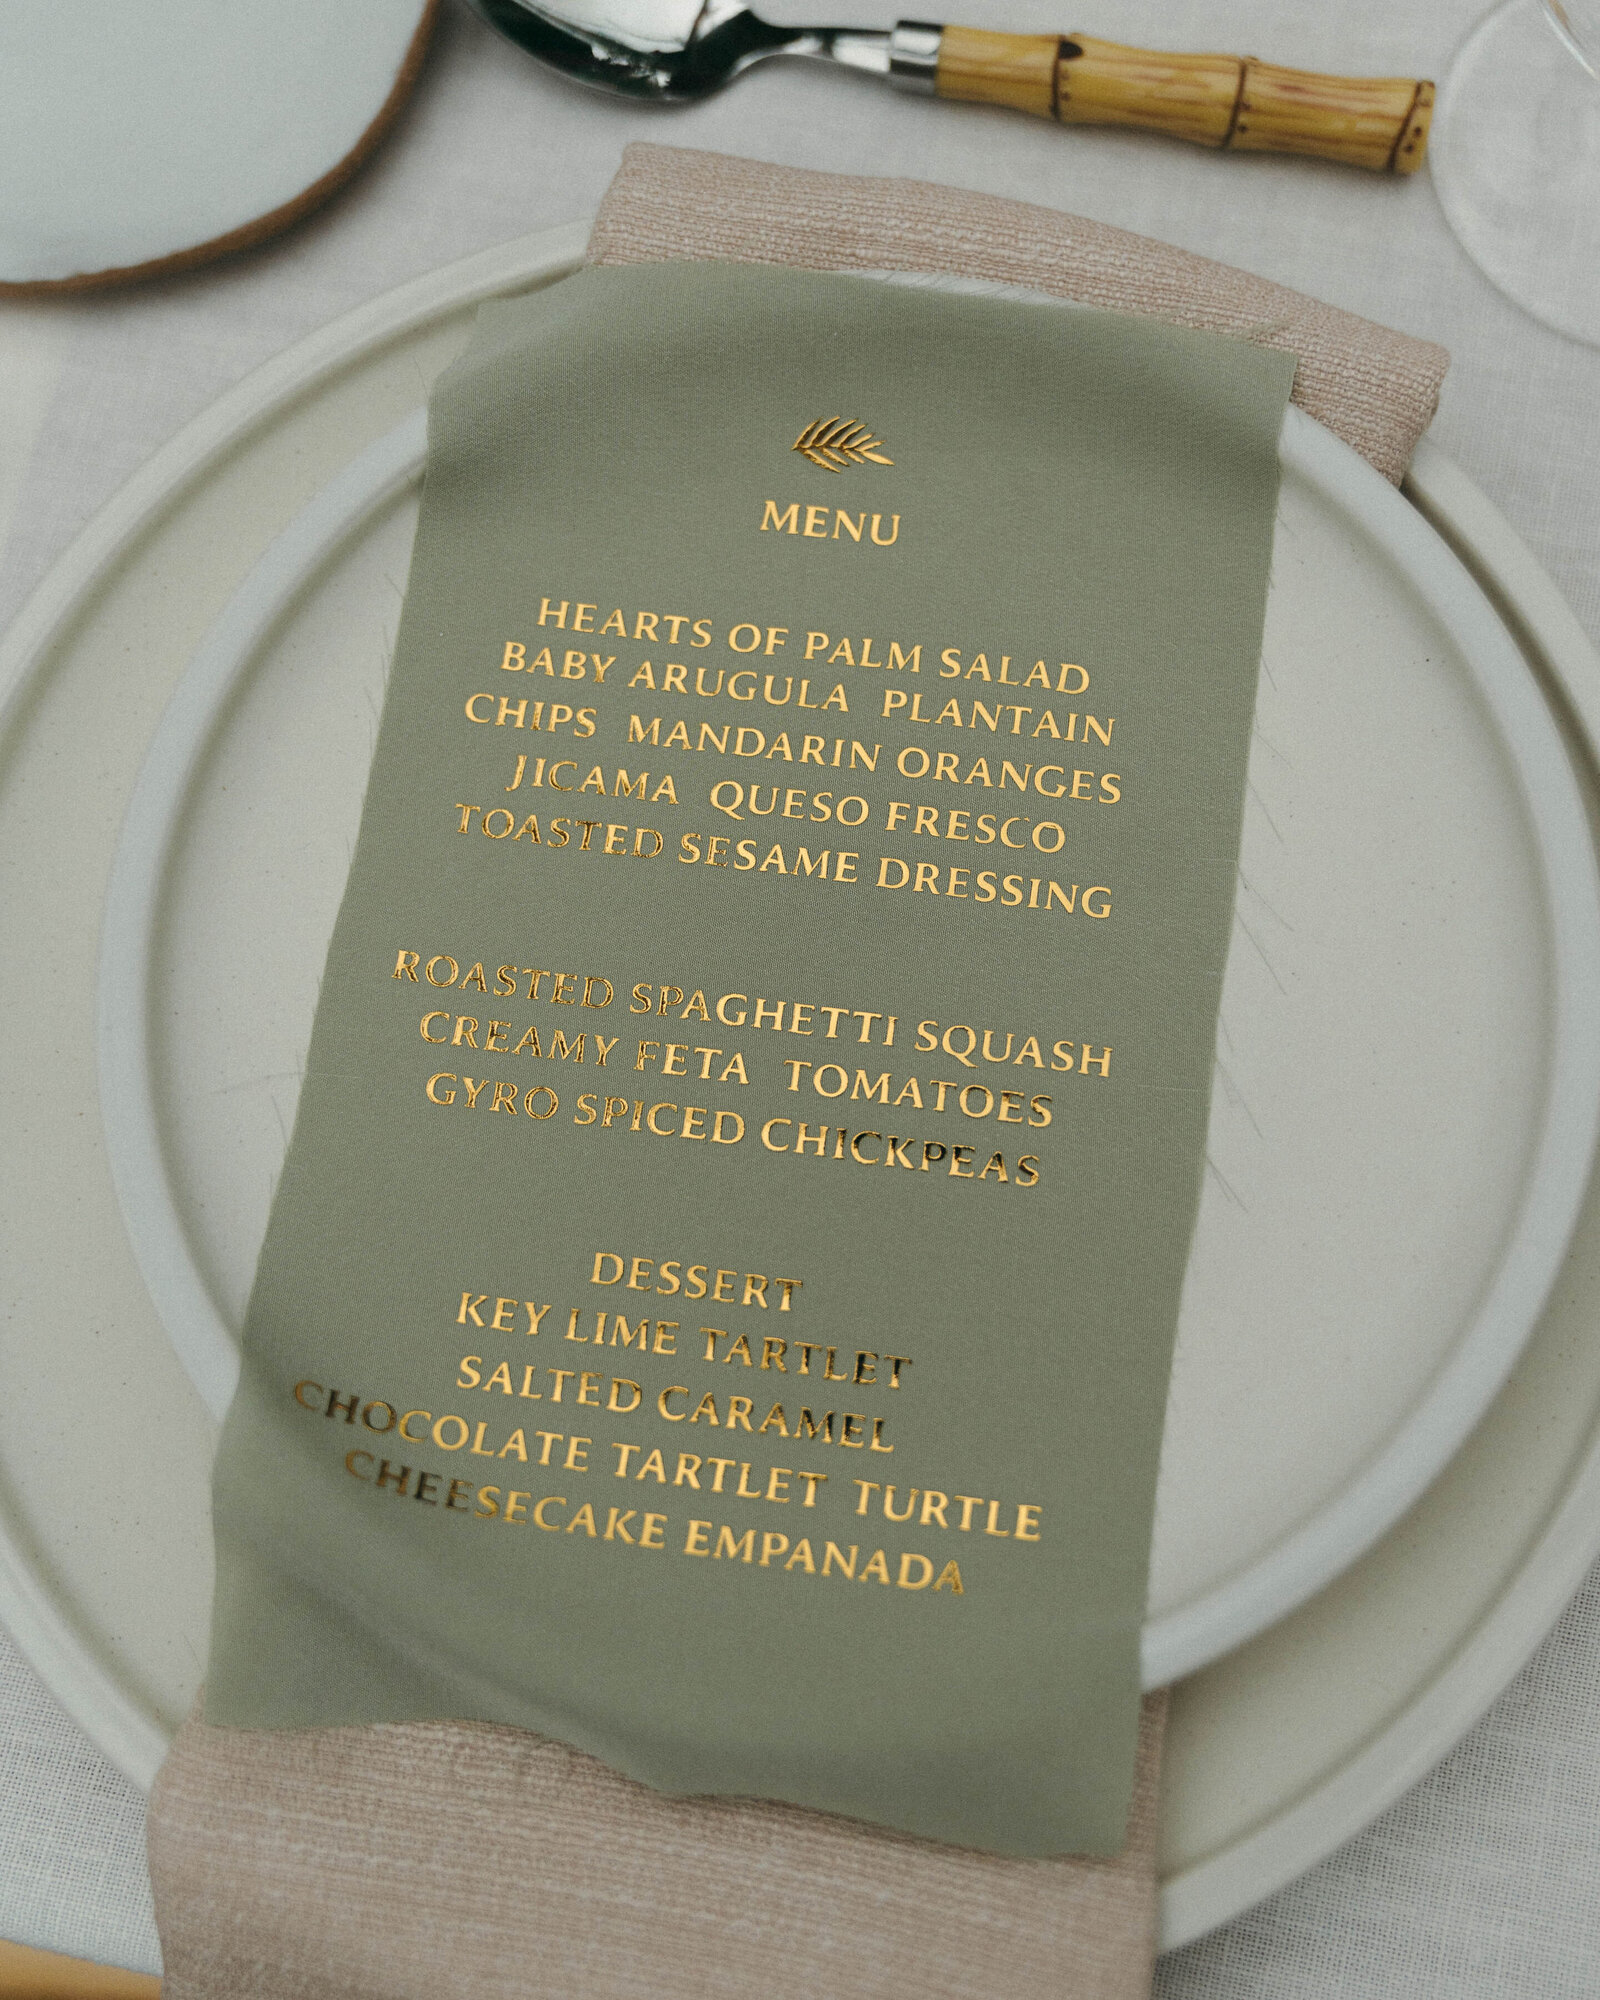 MENU
HEARTS OF PALM SALAD
BABY ARUGULA PLANTAIN
CHIPS MANDARIN ORANGES
JICAMA QUESO FRESCO
TOASTED SESAME DRESSING
ROASTED SPAGHETTI SQUASH
CREAMY FETA TOMATOES
GYRO SPICED CHICKPEAS
DESSERT
KEY LIME TARTLET
SALTED CARAMEL
CHOCOLATE TARTLET TURTLE
CHEESECAKE EMPANADA